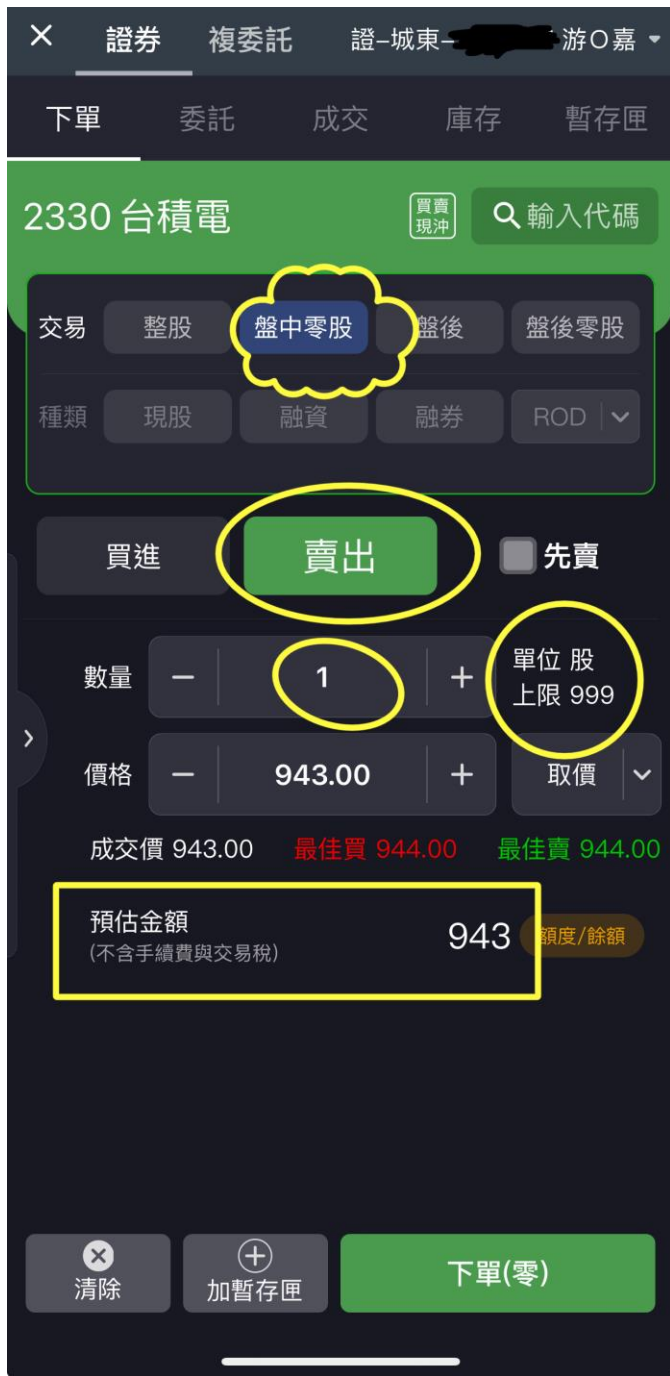 證券 複委託 證–城東– 游O嘉
下單 委託 成交 庫存 暫存匣
2330 台積電 買賣現沖 輸入代碼
交易 整股 盤中零股 盤後 盤後零股
種類 現股 融資 融券 ROD
買進 賣出 先賣
數量 − 1 + 單位 股
上限 999
價格 − 943.00 + 取價
成交價 943.00 最佳買 944.00 最佳賣 944.00
預估金額
(不含手續費與交易稅) 943 額度/餘額
清除 加暫存匣 下單(零)